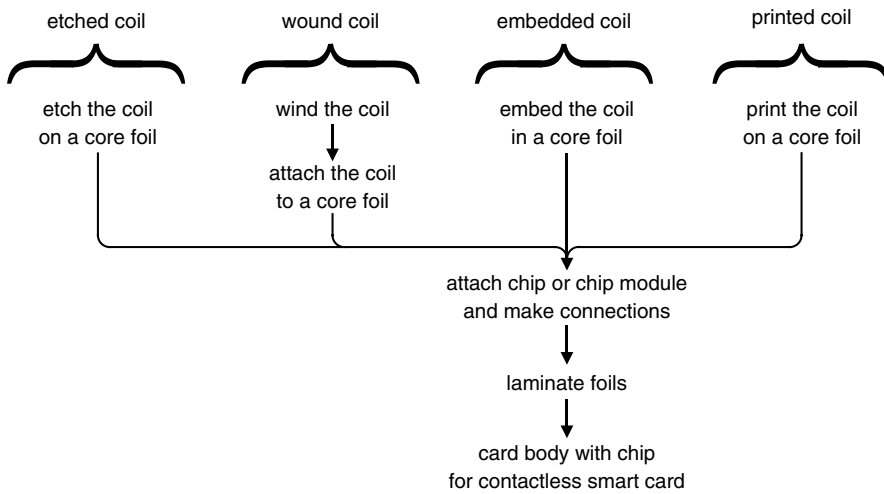 etched coil
wound coil
embedded coil
printed coil
etch the coil
on a core foil
wind the coil
embed the coil
in a core foil
print the coil
on a core foil
attach the coil
to a core foil
attach chip or chip module
and make connections
laminate foils
card body with chip
for contactless smart card